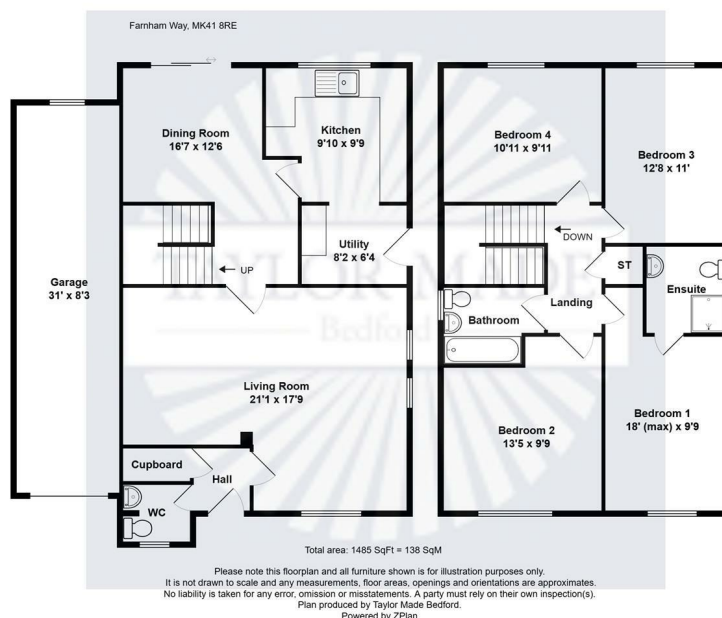 Farnham Way, MK41 8RE
Dining Room
16'7 x 12'6
Kitchen
9'10 x 9'9
Utility
8'2 x 6'4
UP
Garage
31' x 8'3
Living Room
21'1 x 17'9
Cupboard
Hall
WC
Bedroom 4
10'11 x 9'11
Bedroom 3
12'8 x 11'
DOWN
ST
Ensuite
Landing
Bathroom
Bedroom 2
13'5 x 9'9
Bedroom 1
18' (max) x 9'9
TAYLOR MADE
Bedford
Total area: 1485 SqFt = 138 SqM
Please note this floorplan and all furniture shown is for illustration purposes only.
It is not drawn to scale and any measurements, floor areas, openings and orientations are approximates.
No liability is taken for any error, omission or misstatements. A party must rely on their own inspection(s).
Plan produced by Taylor Made Bedford.
Powered by ZPlan